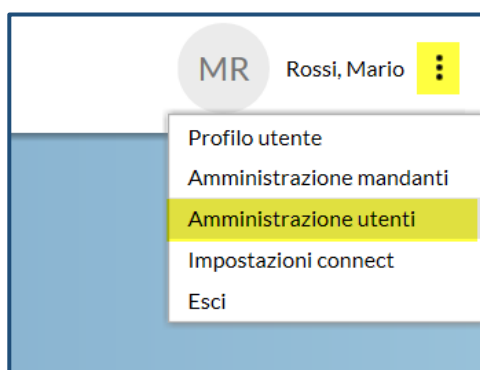 MR Rossi, Mario
Profilo utente
Amministrazione mandanti
Amministrazione utenti
Impostazioni connect
Esci